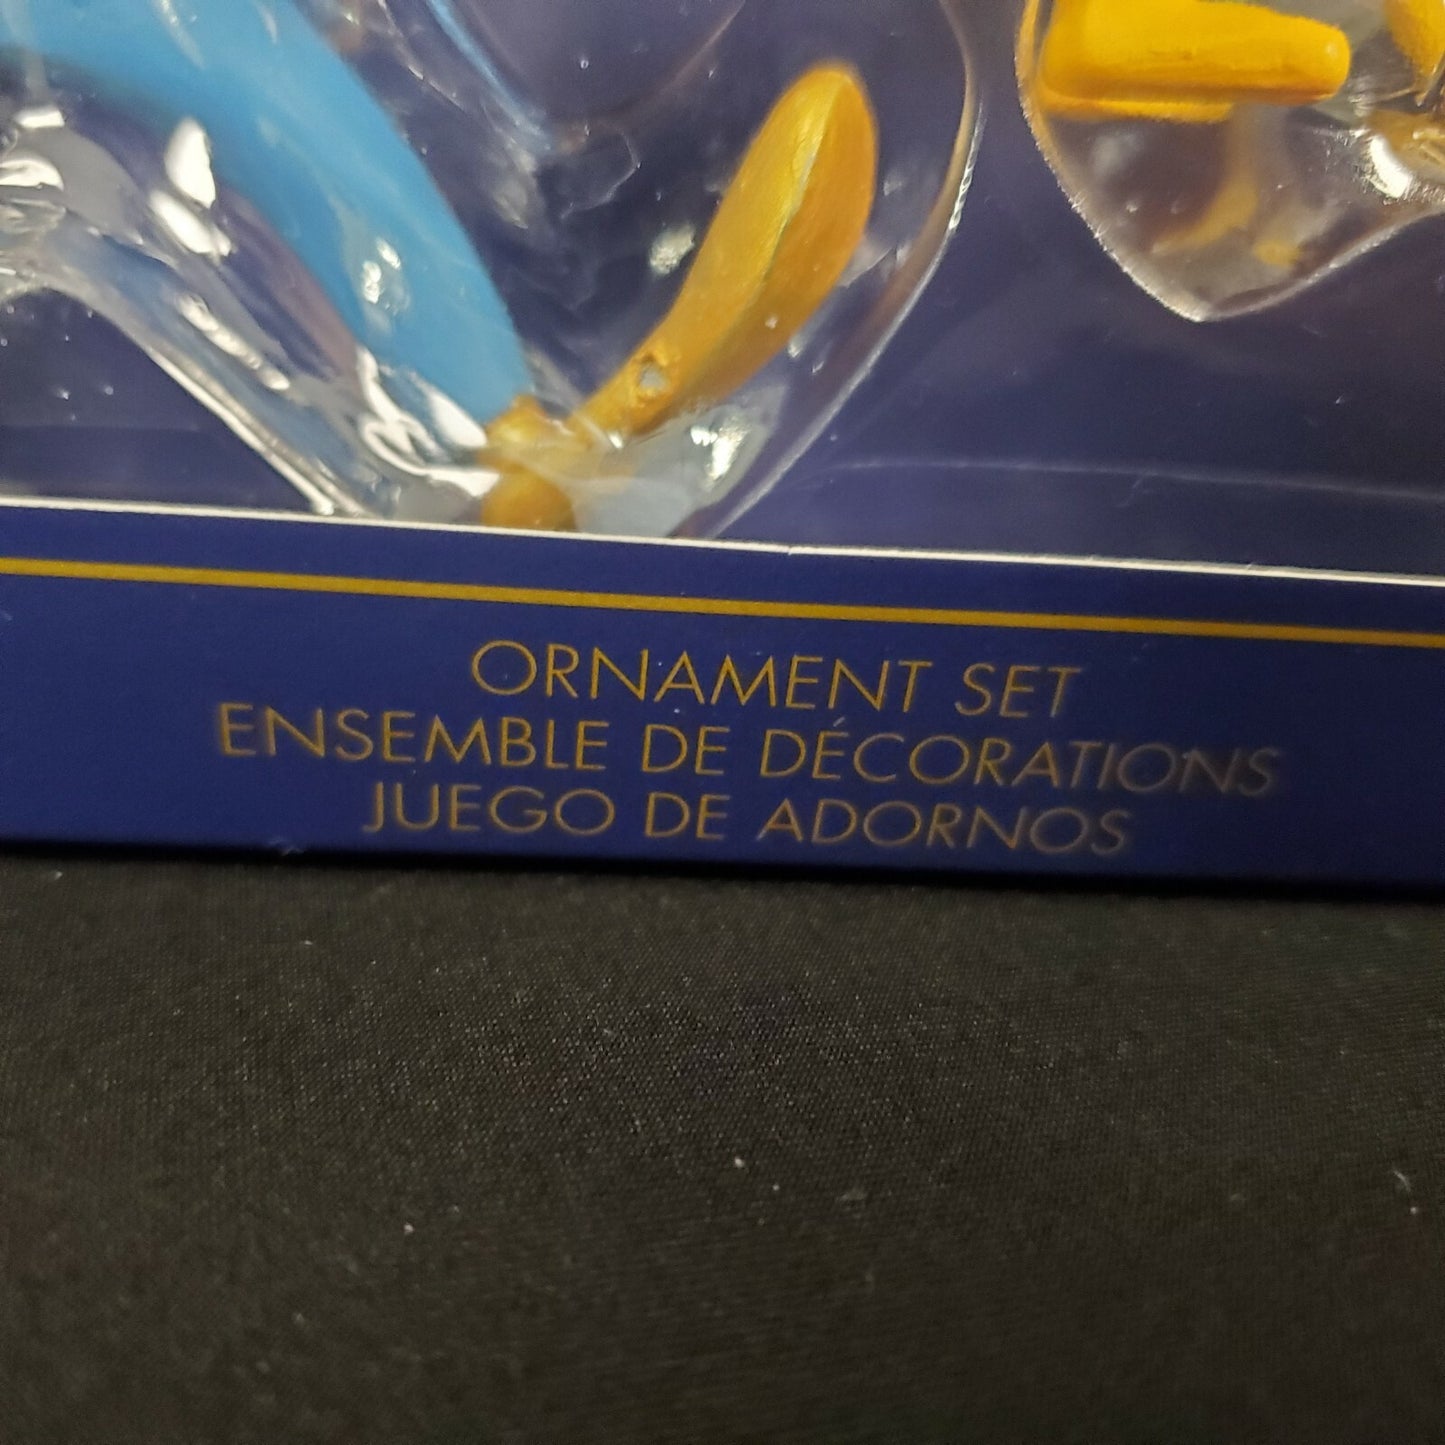 ORNAMENT SET
ENSEMBLE DE DÉCORATIONS
JUEGO DE ADORNOS